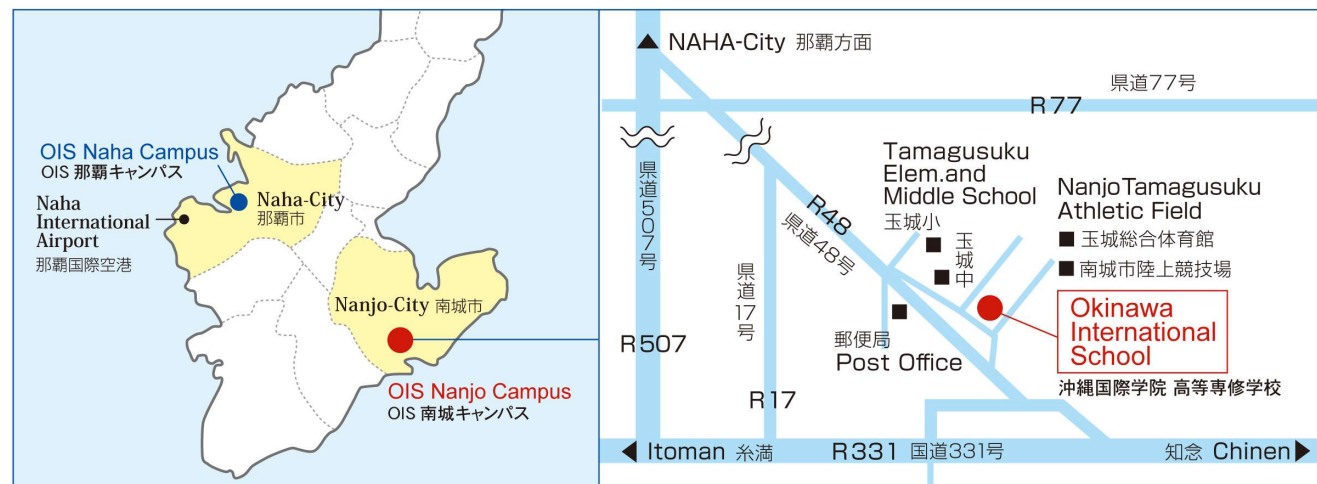 OIS Naha Campus
OIS 那覇キャンパス
Naha
International
Airport
那覇国際空港
Naha-City
那覇市
Nanjo-City 南城市
OIS Nanjo Campus
OIS 南城キャンパス
NAHA-City 那覇方面
県道77号
R77
県道507号
R507
県道17号
R17
R48
県道48号
Tamagusuku
Elem.and
Middle School
玉城小
玉城中
Nanjo Tamagusuku
Athletic Field
玉城総合体育館
南城市陸上競技場
郵便局
Post Office
Okinawa
International
School
沖縄国際学院 高等専修学校
Itoman 糸満
R331 国道331号
知念 Chinen